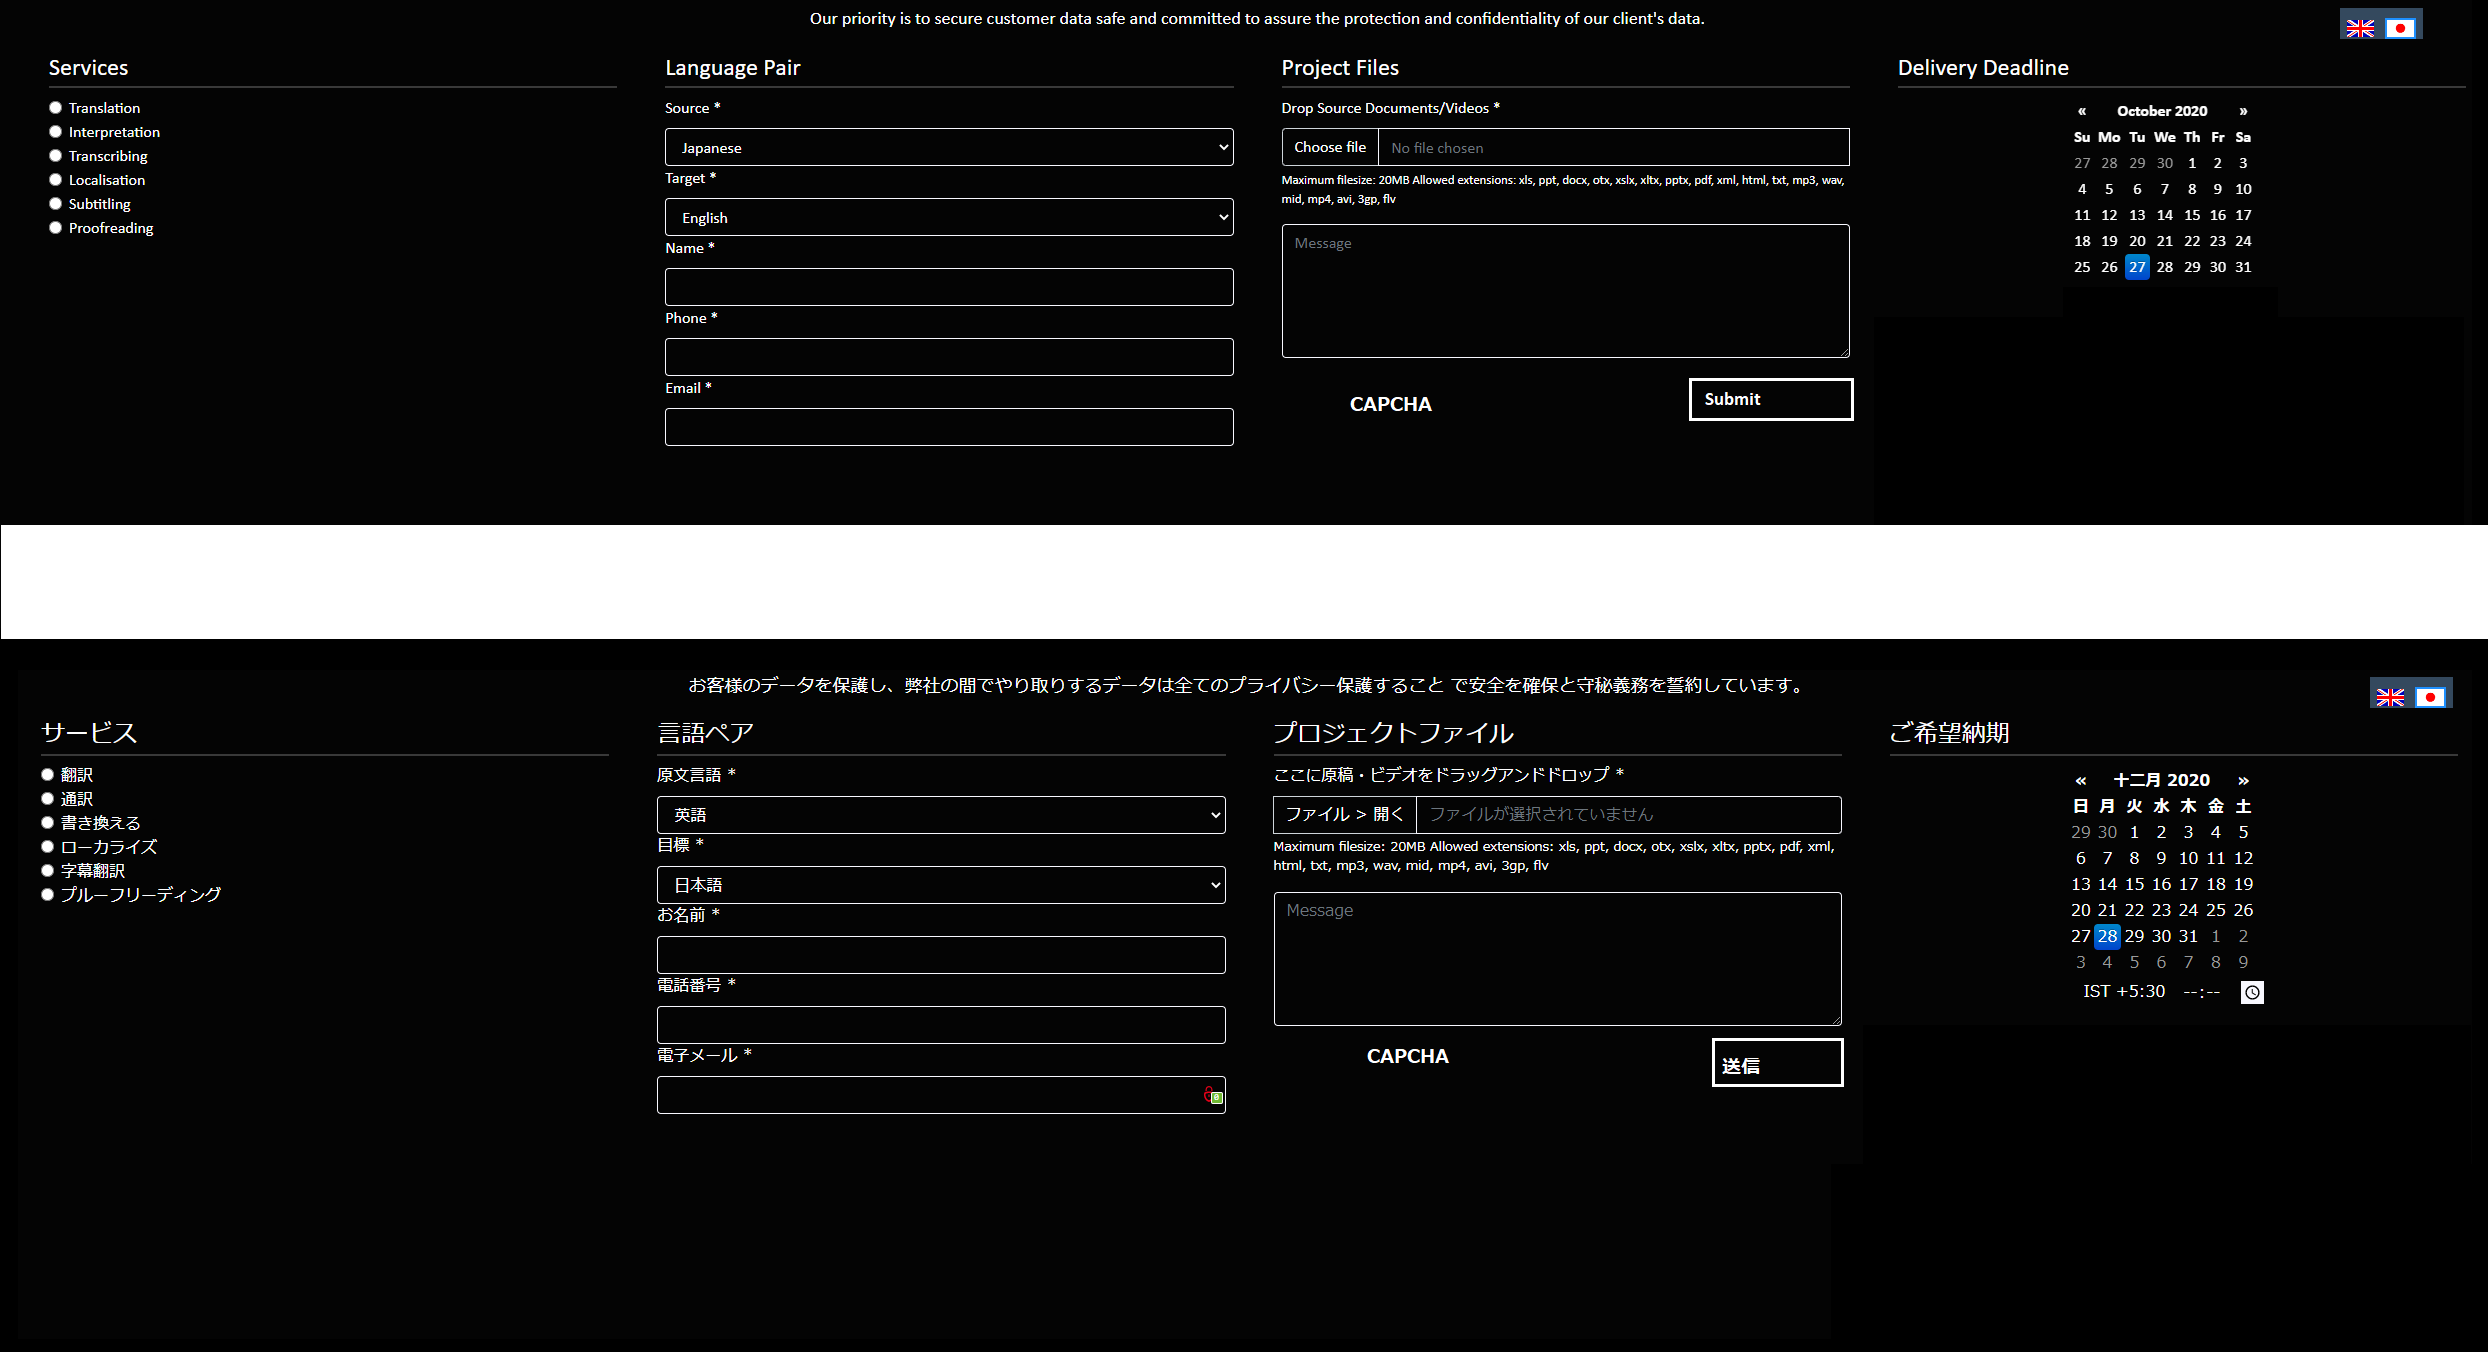 Our priority is to secure customer data safe and committed to assure the protection and confidentiality of our client's data.
Services
Translation
Interpretation
Transcribing
Localisation
Subtitling
Proofreading
Language Pair
Source *
Japanese
Target *
English
Name *
Phone *
Email *
Project Files
Drop Source Documents/Videos *
Choose file No file chosen
Maximum filesize: 20MB Allowed extensions: xls, ppt, docx, otx, xslx, xltx, pptx, pdf, xml, html, txt, mp3, wav,
mid, mp4, avi, 3gp, flv
Message
CAPCHA
Submit
Delivery Deadline
« October 2020 »
Su Mo Tu We Th Fr Sa
27 28 29 30 1 2 3
4 5 6 7 8 9 10
11 12 13 14 15 16 17
18 19 20 21 22 23 24
25 26 27 28 29 30 31
お客様のデータを保護し、弊社の間でやり取りするデータは全てのプライバシー保護すること で安全を確保と守秘義務を誓約しています。
サービス
翻訳
通訳
書き換える
ローカライズ
字幕翻訳
プルーフリーディング
言語ペア
原文言語 *
英語
目標 *
日本語
お名前 *
電話番号 *
電子メール *
プロジェクトファイル
ここに原稿・ビデオをドラッグアンドドロップ *
ファイル > 開く ファイルが選択されていません
Maximum filesize: 20MB Allowed extensions: xls, ppt, docx, otx, xslx, xltx, pptx, pdf, xml,
html, txt, mp3, wav, mid, mp4, avi, 3gp, flv
Message
CAPCHA
送信
ご希望納期
« 十二月 2020 »
日 月 火 水 木 金 土
29 30 1 2 3 4 5
6 7 8 9 10 11 12
13 14 15 16 17 18 19
20 21 22 23 24 25 26
27 28 29 30 31 1 2
3 4 5 6 7 8 9
IST +5:30 --:--